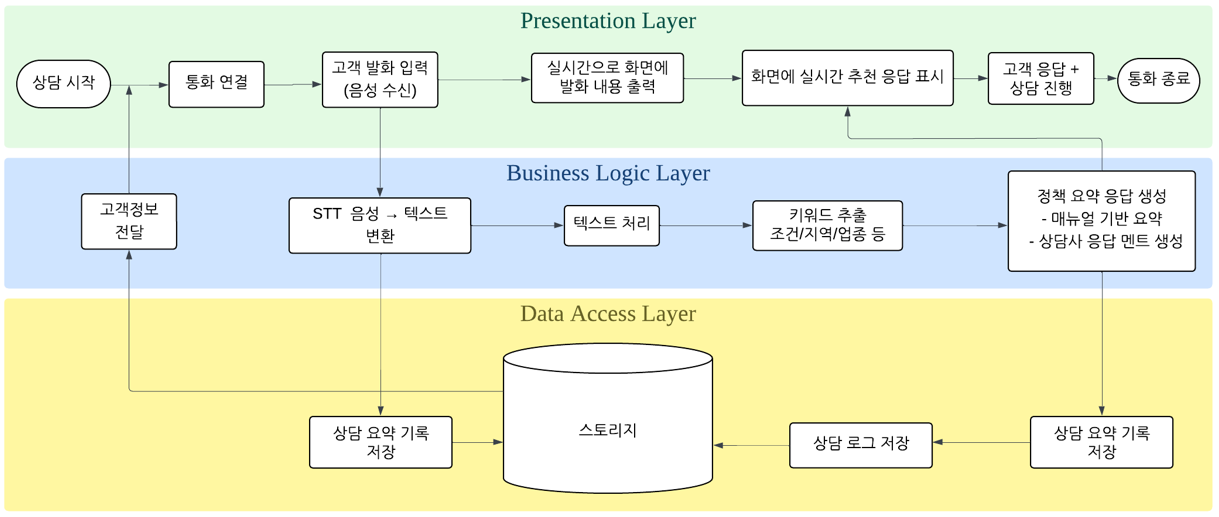 Presentation Layer
상담 시작
통화 연결
고객 발화 입력
(음성 수신)
실시간으로 화면에
발화 내용 출력
화면에 실시간 추천 응답 표시
고객 응답 +
상담 진행
통화 종료
Business Logic Layer
고객정보
전달
STT 음성 → 텍스트
변환
텍스트 처리
키워드 추출
조건/지역/업종 등
정책 요약 응답 생성
- 매뉴얼 기반 요약
- 상담사 응답 멘트 생성
Data Access Layer
상담 요약 기록
저장
스토리지
상담 로그 저장
상담 요약 기록
저장